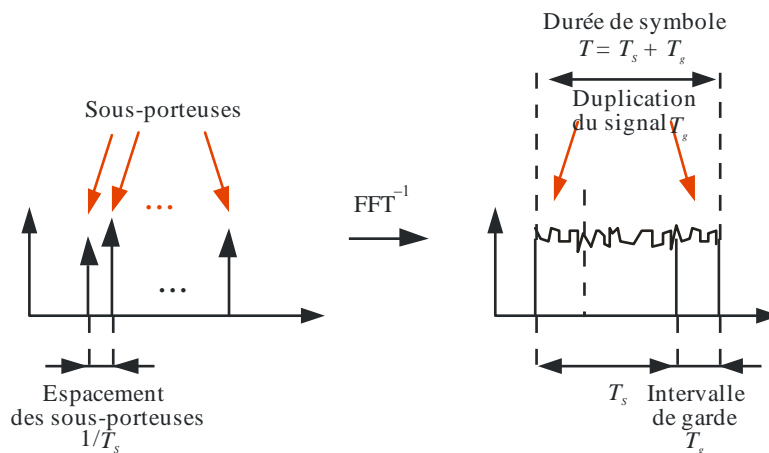 Durée de symbole
T = Ts + Tg
Sous-porteuses
Duplication
du signal Tg
...
FFT⁻¹
...
Espacement
des sous-porteuses
1/Ts
Ts
Intervalle
de garde
Tg